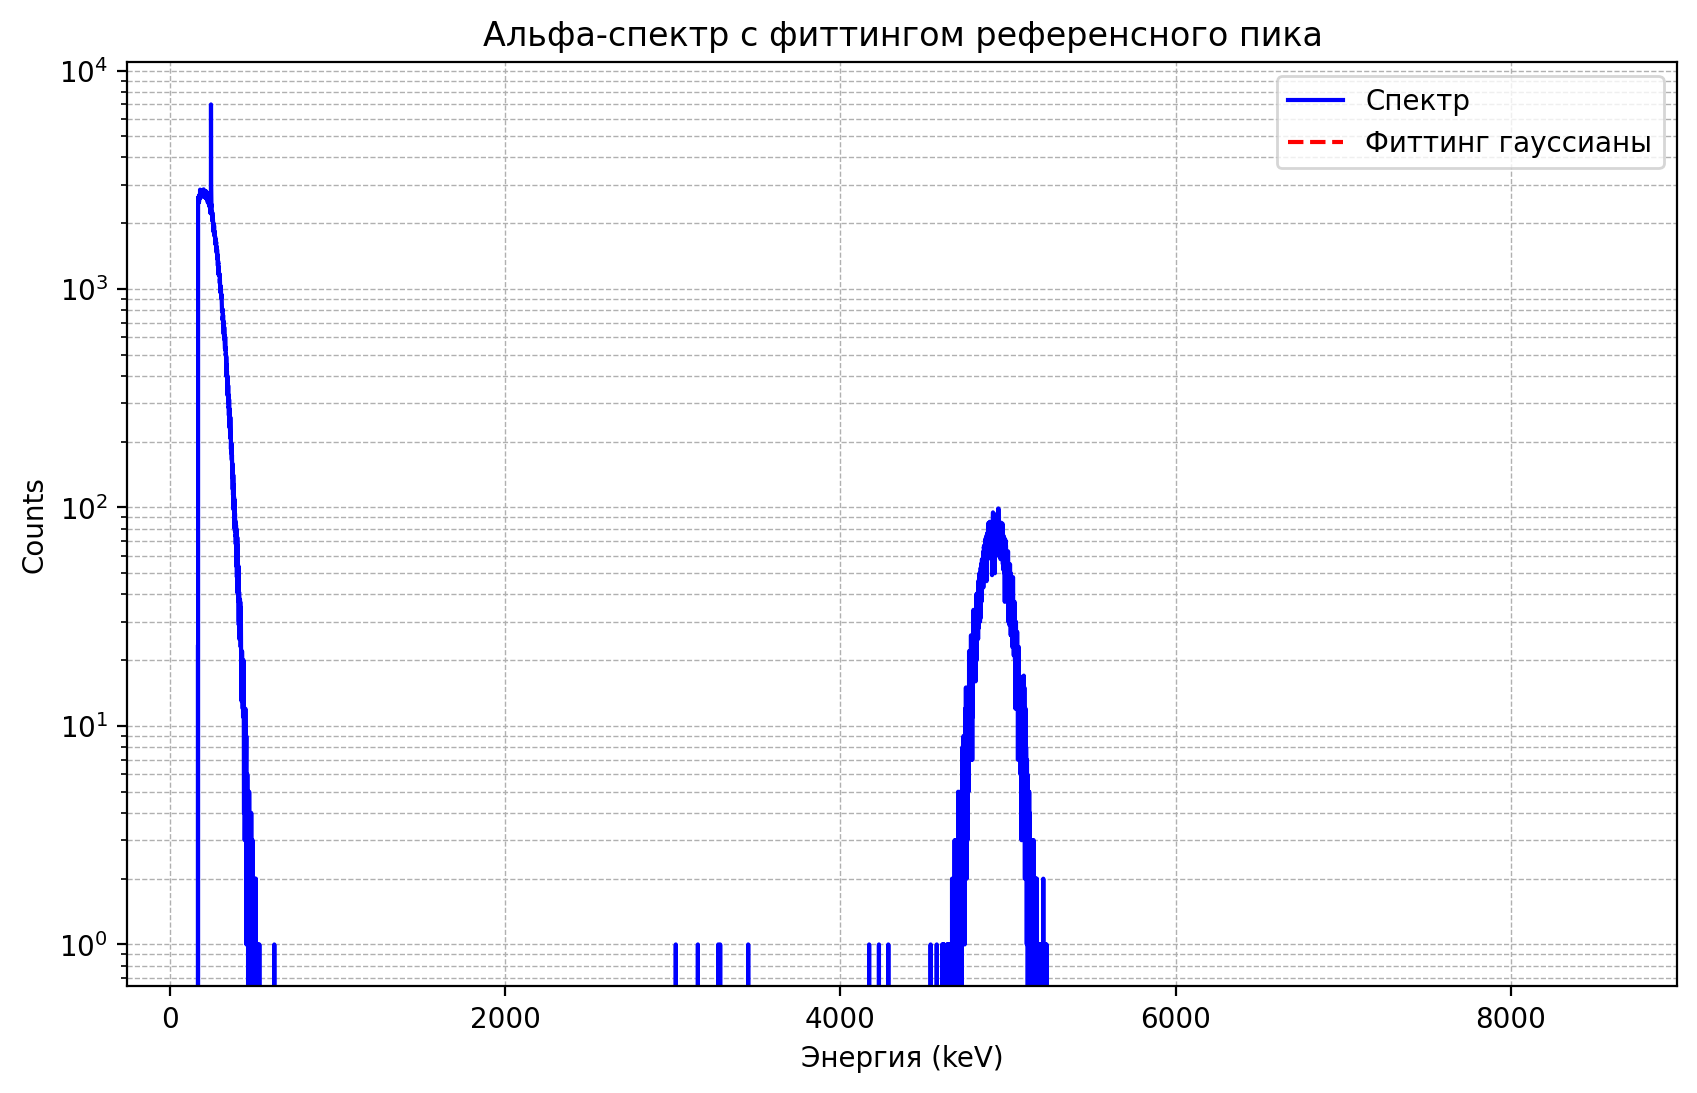 Альфа-спектр с фиттингом референсного пика
10⁴
10³
10²
10¹
10⁰
Counts
Спектр
Фиттинг гауссианы
0
2000
4000
6000
8000
Энергия (keV)